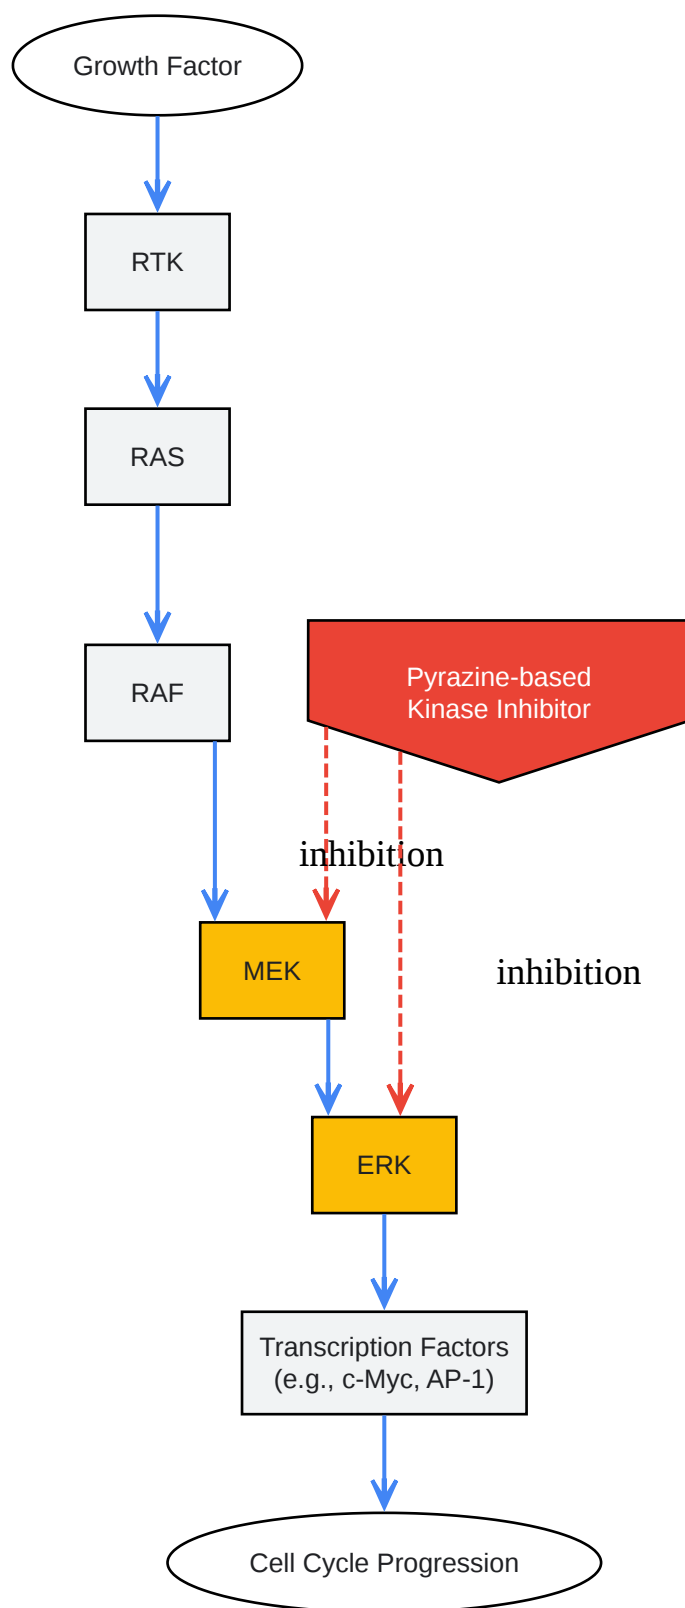 Growth Factor
RTK
RAS
RAF
Pyrazine-based
Kinase Inhibitor
inhibition
MEK
inhibition
ERK
Transcription Factors
(e.g., c-Myc, AP-1)
Cell Cycle Progression